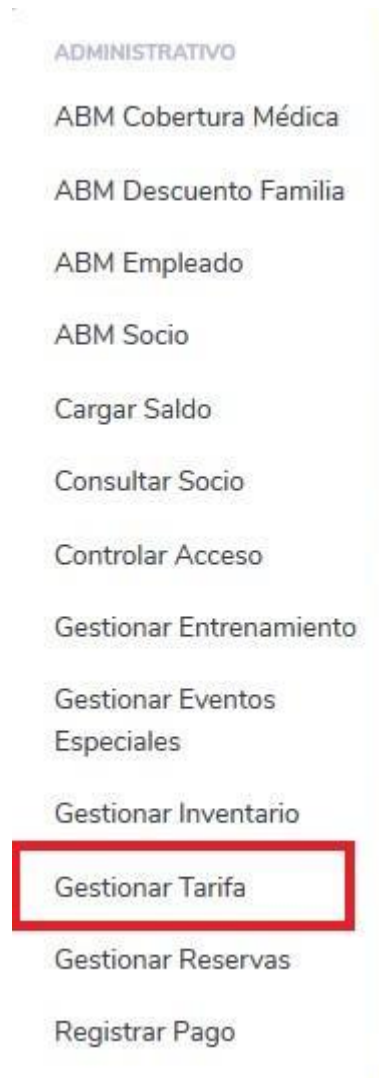 ADMINISTRATIVO
ABM Cobertura Médica
ABM Descuento Familia
ABM Empleado
ABM Socio
Cargar Saldo
Consultar Socio
Controlar Acceso
Gestionar Entrenamiento
Gestionar Eventos
Especiales
Gestionar Inventario
Gestionar Tarifa
Gestionar Reservas
Registrar Pago